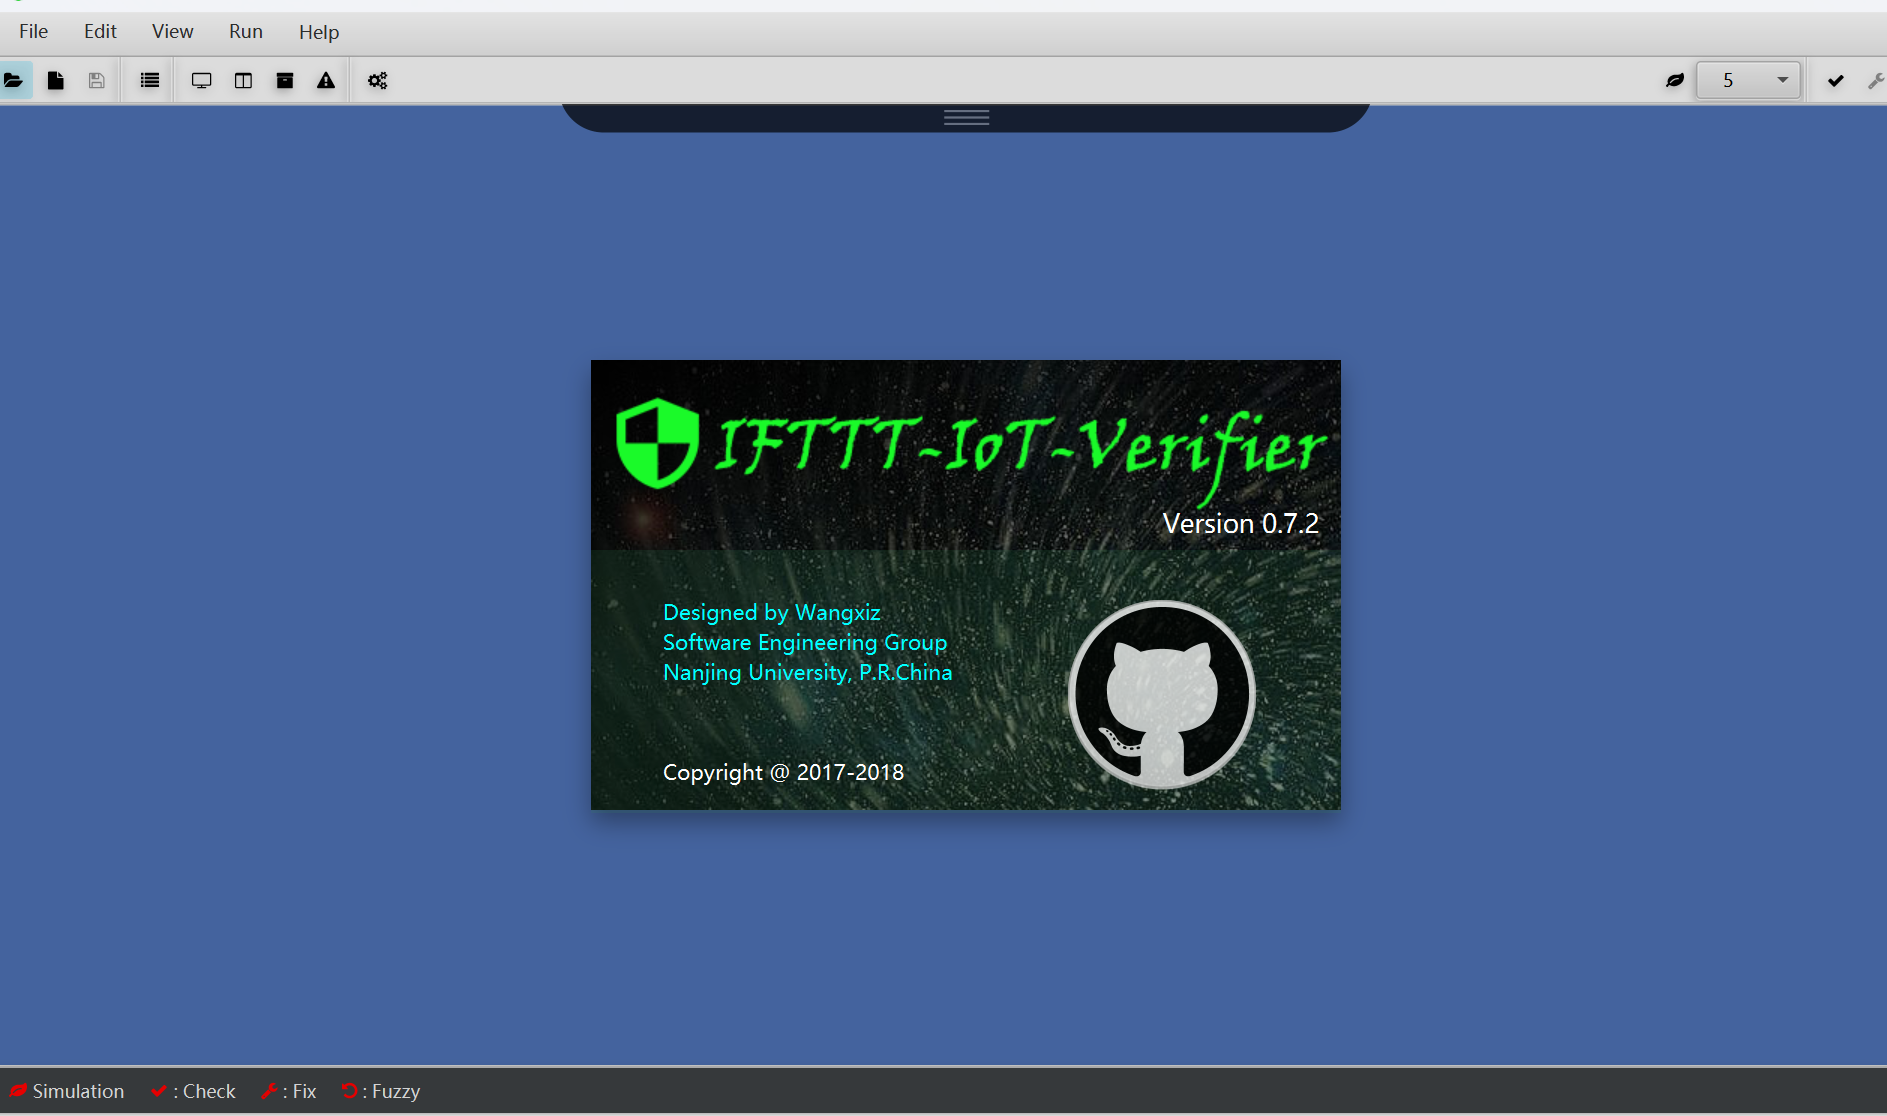 File Edit View Run Help
5
IFTTT-IoT-Verifier
Version 0.7.2
Designed by Wangxiz
Software Engineering Group
Nanjing University, P.R.China
Copyright @ 2017-2018
Simulation : Check : Fix : Fuzzy